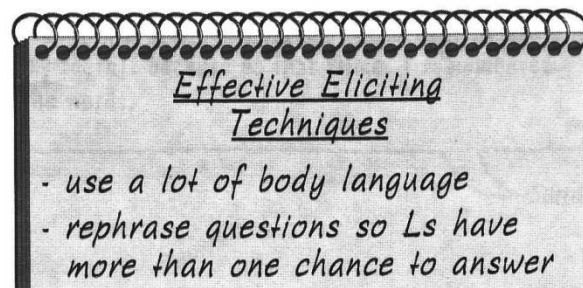 Effective Eliciting
Techniques
- use a lot of body language
- rephrase questions so Ls have
more than one chance to answer